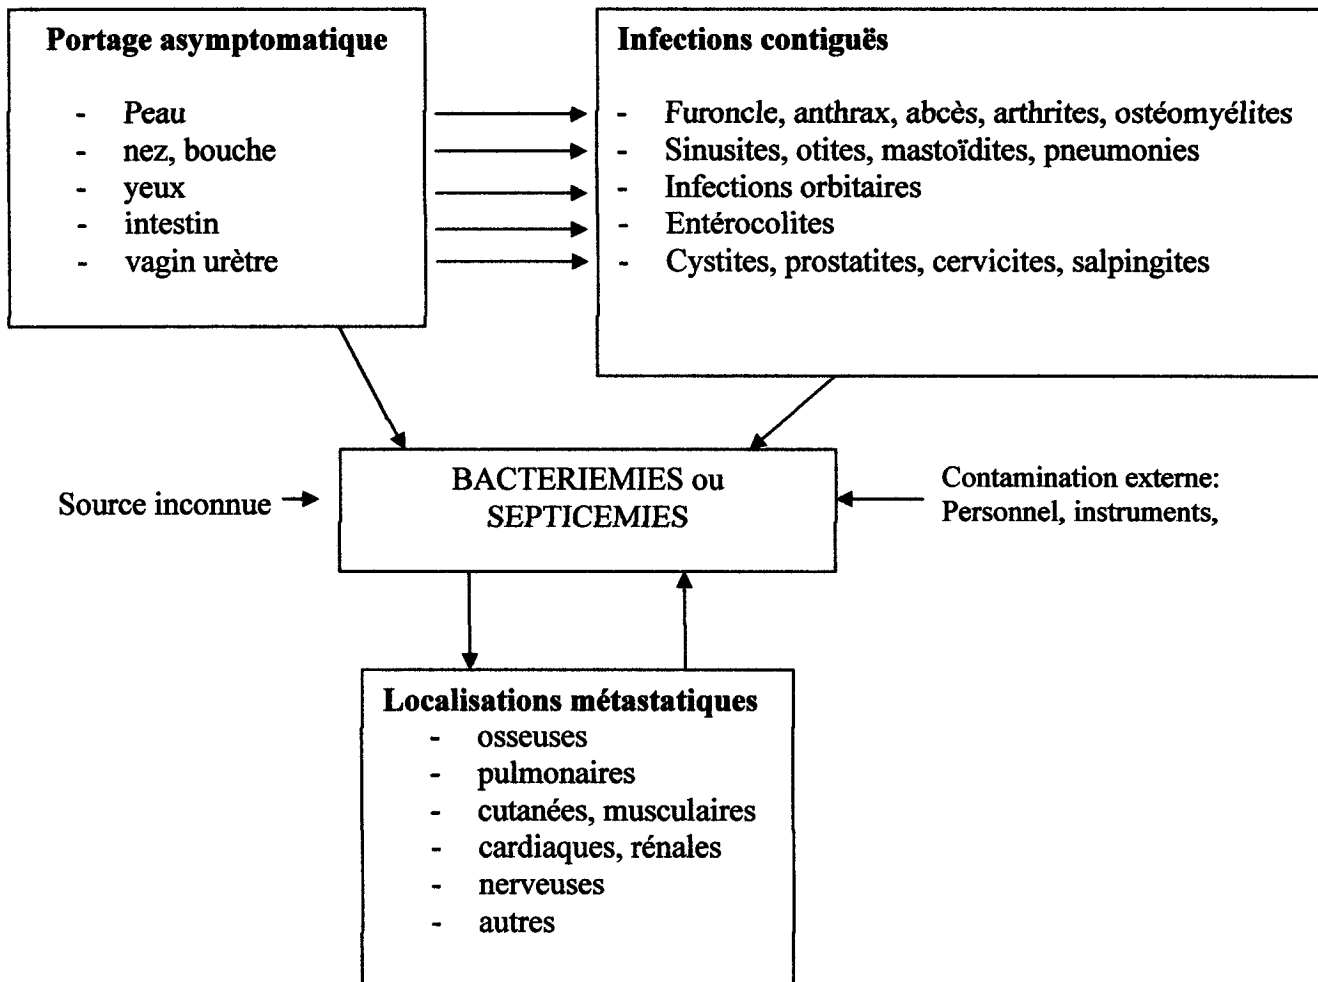 Portage asymptomatique
- Peau
- nez, bouche
- yeux
- intestin
- vagin urètre
Infections contiguës
- Furoncle, anthrax, abcès, arthrites, ostéomyélites
- Sinusites, otites, mastoïdites, pneumonies
- Infections orbitaires
- Entérocolites
- Cystites, prostatites, cervicites, salpingites
Source inconnue
BACTERIEMIES ou
SEPTICEMIES
Contamination externe:
Personnel, instruments,
Localisations métastatiques
- osseuses
- pulmonaires
- cutanées, musculaires
- cardiaques, rénales
- nerveuses
- autres